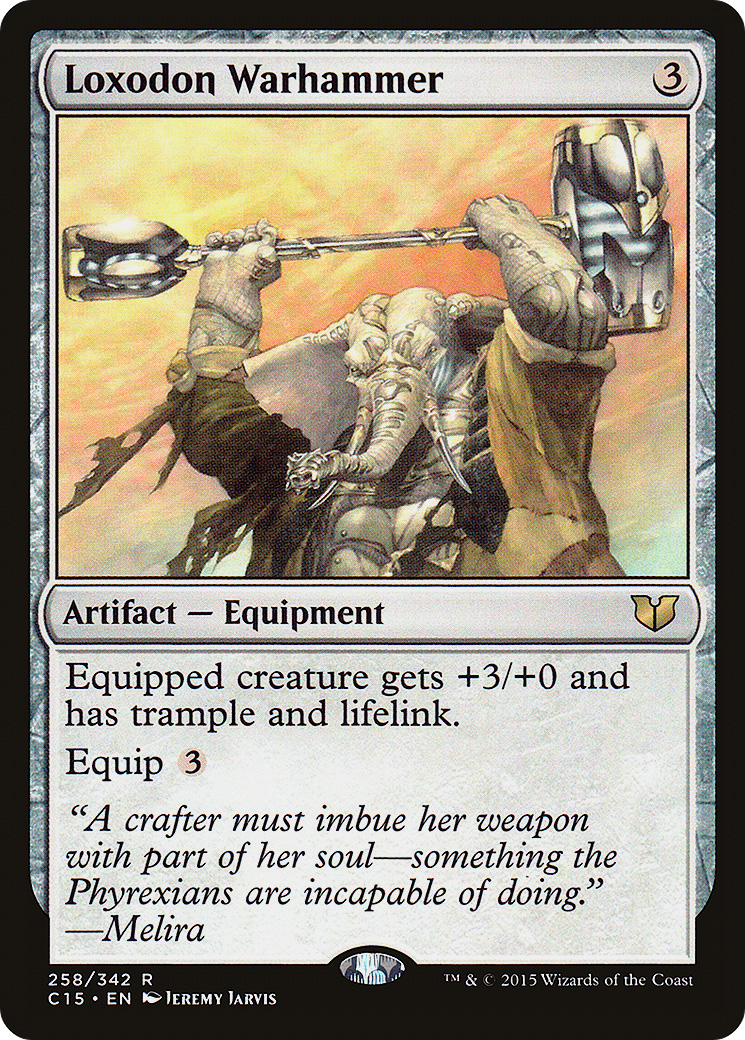 Loxodon Warhammer 3
Artifact — Equipment
Equipped creature gets +3/+0 and
has trample and lifelink.
Equip 3
“A crafter must imbue her weapon
with part of her soul—something the
Phyrexians are incapable of doing.”
—Melira
258/342 R
C15 • EN Jeremy Jarvis
™ & © 2015 Wizards of the Coast